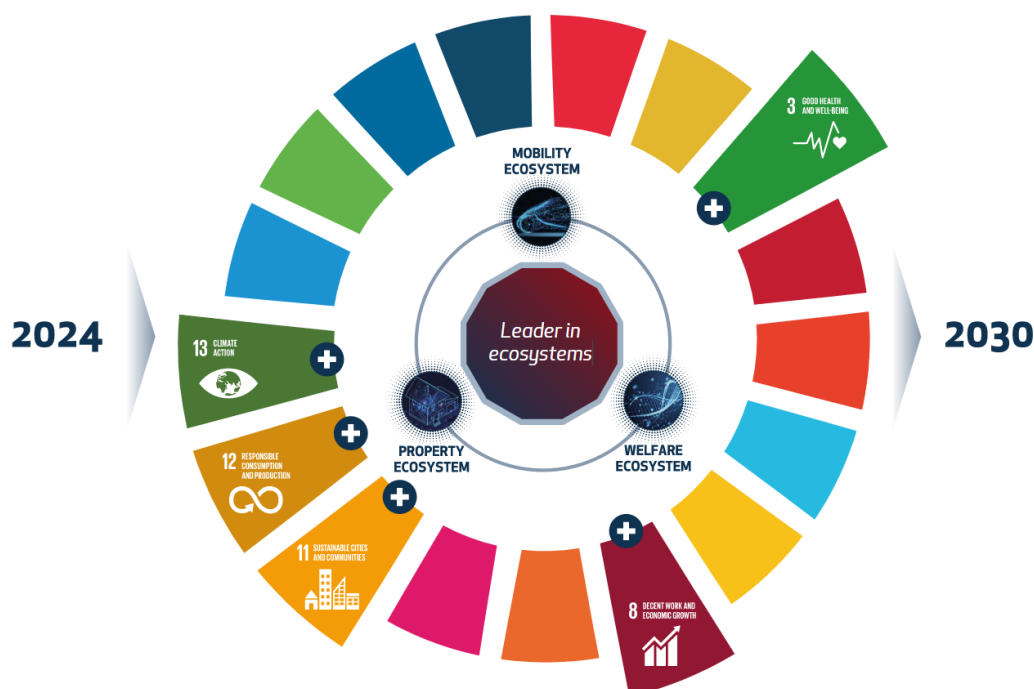 MOBILITY
ECOSYSTEM
3 GOOD HEALTH
AND WELL-BEING
2024
Leader in
ecosystems
2030
13 CLIMATE
ACTION
PROPERTY
ECOSYSTEM
WELFARE
ECOSYSTEM
12 RESPONSIBLE
CONSUMPTION
AND PRODUCTION
11 SUSTAINABLE CITIES
AND COMMUNITIES
8 DECENT WORK AND
ECONOMIC GROWTH